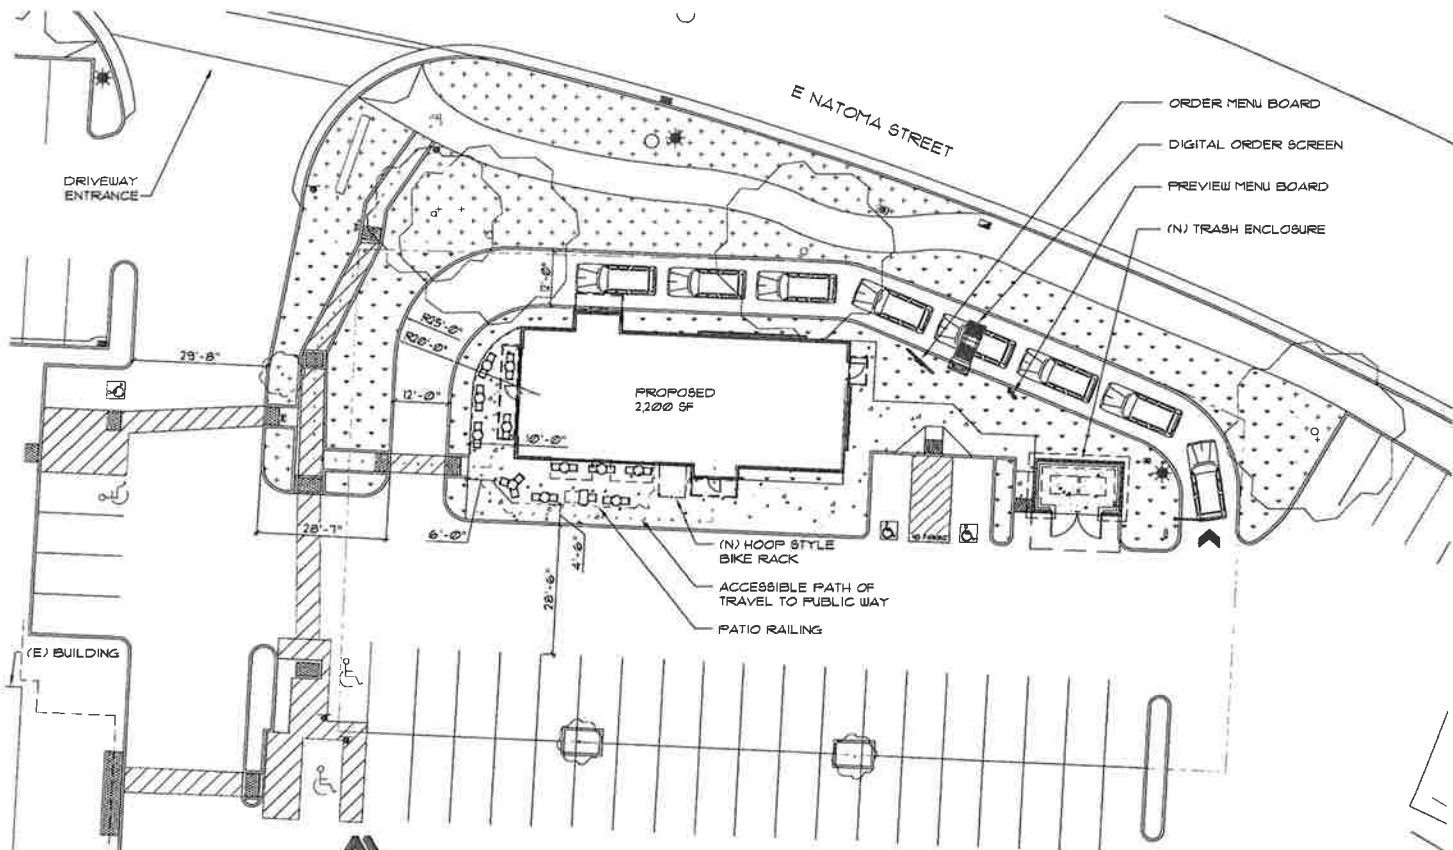 E NATOMA STREET
ORDER MENU BOARD
DIGITAL ORDER SCREEN
PREVIEW MENU BOARD
(N) TRASH ENCLOSURE
DRIVEWAY
ENTRANCE
12'-0"
R25'-0"
R20'-0"
29'-8"
12'-0"
PROPOSED
2,200 SF
10'-0"
28'-7"
6'-0"
4'-6"
28'-6"
(N) HOOP STYLE
BIKE RACK
ACCESSIBLE PATH OF
TRAVEL TO PUBLIC WAY
PATIO RAILING
(E) BUILDING